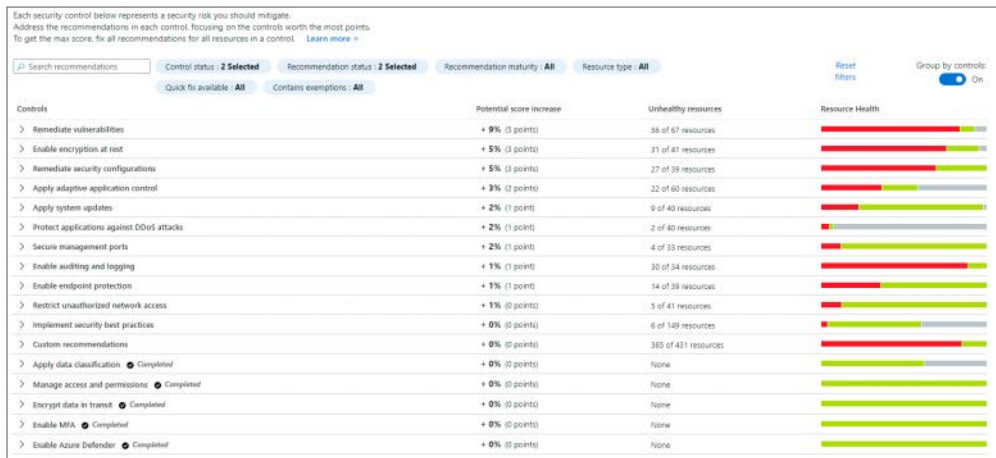 Each security control below represents a security risk you should mitigate.
Address the recommendations in each control, focusing on the controls worth the most points.
To get the max score, fix all recommendations for all resources in a control. Learn more >
Search recommendations Control status : 2 Selected Recommendation status : 2 Selected Recommendation maturity : All Resource type : All Reset filters Group by controls:
Quick fix available : All Contains exemptions : All On
Controls Potential score increase Unhealthy resources Resource Health
> Remediate vulnerabilities + 9% (5 points) 56 of 67 resources
> Enable encryption at rest + 5% (3 points) 31 of 41 resources
> Remediate security configurations + 5% (3 points) 27 of 39 resources
> Apply adaptive application control + 3% (2 points) 22 of 60 resources
> Apply system updates + 2% (1 point) 9 of 40 resources
> Protect applications against DDoS attacks + 2% (1 point) 2 of 40 resources
> Secure management ports + 2% (1 point) 4 of 33 resources
> Enable auditing and logging + 1% (1 point) 30 of 34 resources
> Enable endpoint protection + 1% (1 point) 14 of 39 resources
> Restrict unauthorized network access + 1% (0 points) 5 of 41 resources
> Implement security best practices + 0% (0 points) 6 of 149 resources
> Custom recommendations + 0% (0 points) 365 of 431 resources
> Apply data classification Completed + 0% (0 points) None
> Manage access and permissions Completed + 0% (0 points) None
> Encrypt data in transit Completed + 0% (0 points) None
> Enable MFA Completed + 0% (0 points) None
> Enable Azure Defender Completed + 0% (0 points) None